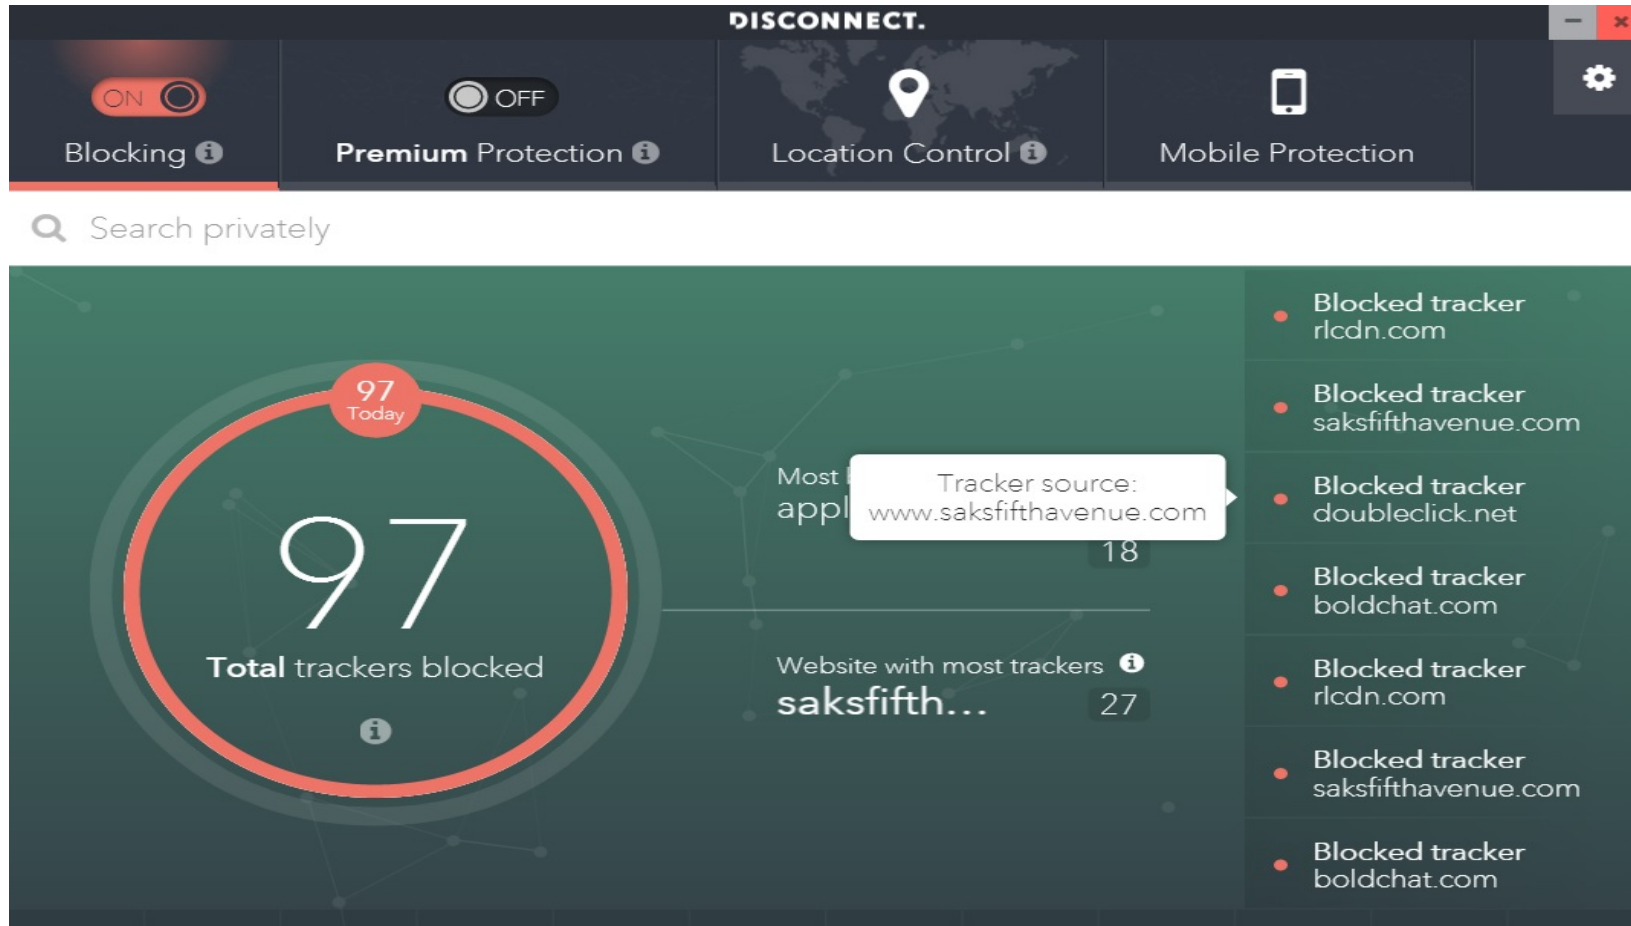 DISCONNECT.
ON
OFF
Blocking
Premium Protection
Location Control
Mobile Protection
Search privately
97
Today
97
Total trackers blocked
Most
appl
18
Tracker source:
www.saksfifthavenue.com
Website with most trackers
saksfifth...
27
Blocked tracker
rlcdn.com
Blocked tracker
saksfifthavenue.com
Blocked tracker
doubleclick.net
Blocked tracker
boldchat.com
Blocked tracker
rlcdn.com
Blocked tracker
saksfifthavenue.com
Blocked tracker
boldchat.com